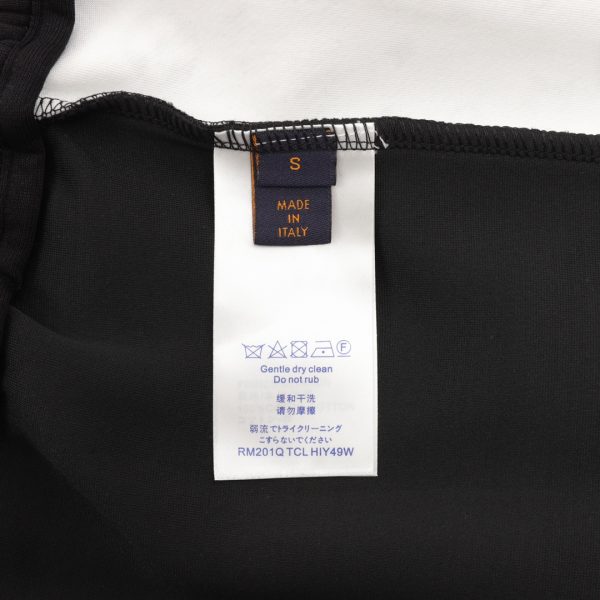 S
MADE
IN
ITALY
Gentle dry clean
Do not rub
缓和干洗
请勿摩擦
弱流でトライクリーニング
こすらないでください
RM201Q TCL HIY49W